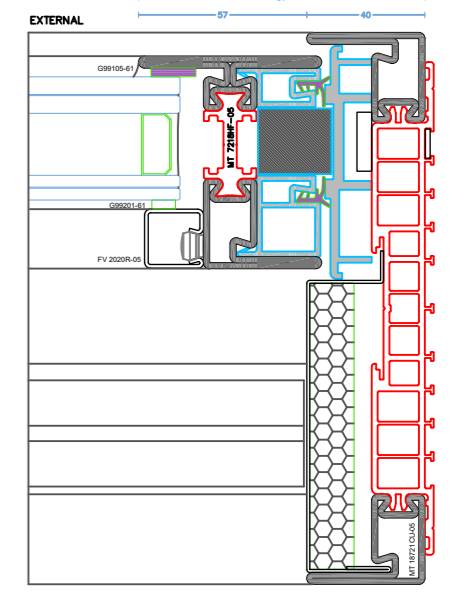 57
40
EXTERNAL
G99105-61
MT 7218HF-05
G99201-61
FV 2020R-05
MT 18721CU-05